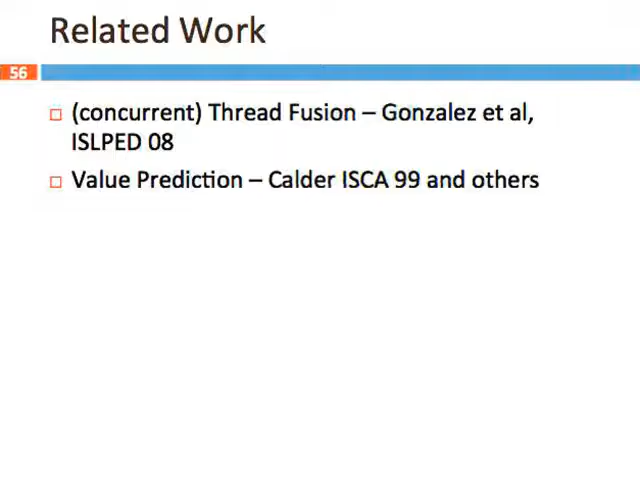 Related Work
56
(concurrent) Thread Fusion – Gonzalez et al,
ISLPED 08
Value Prediction – Calder ISCA 99 and others